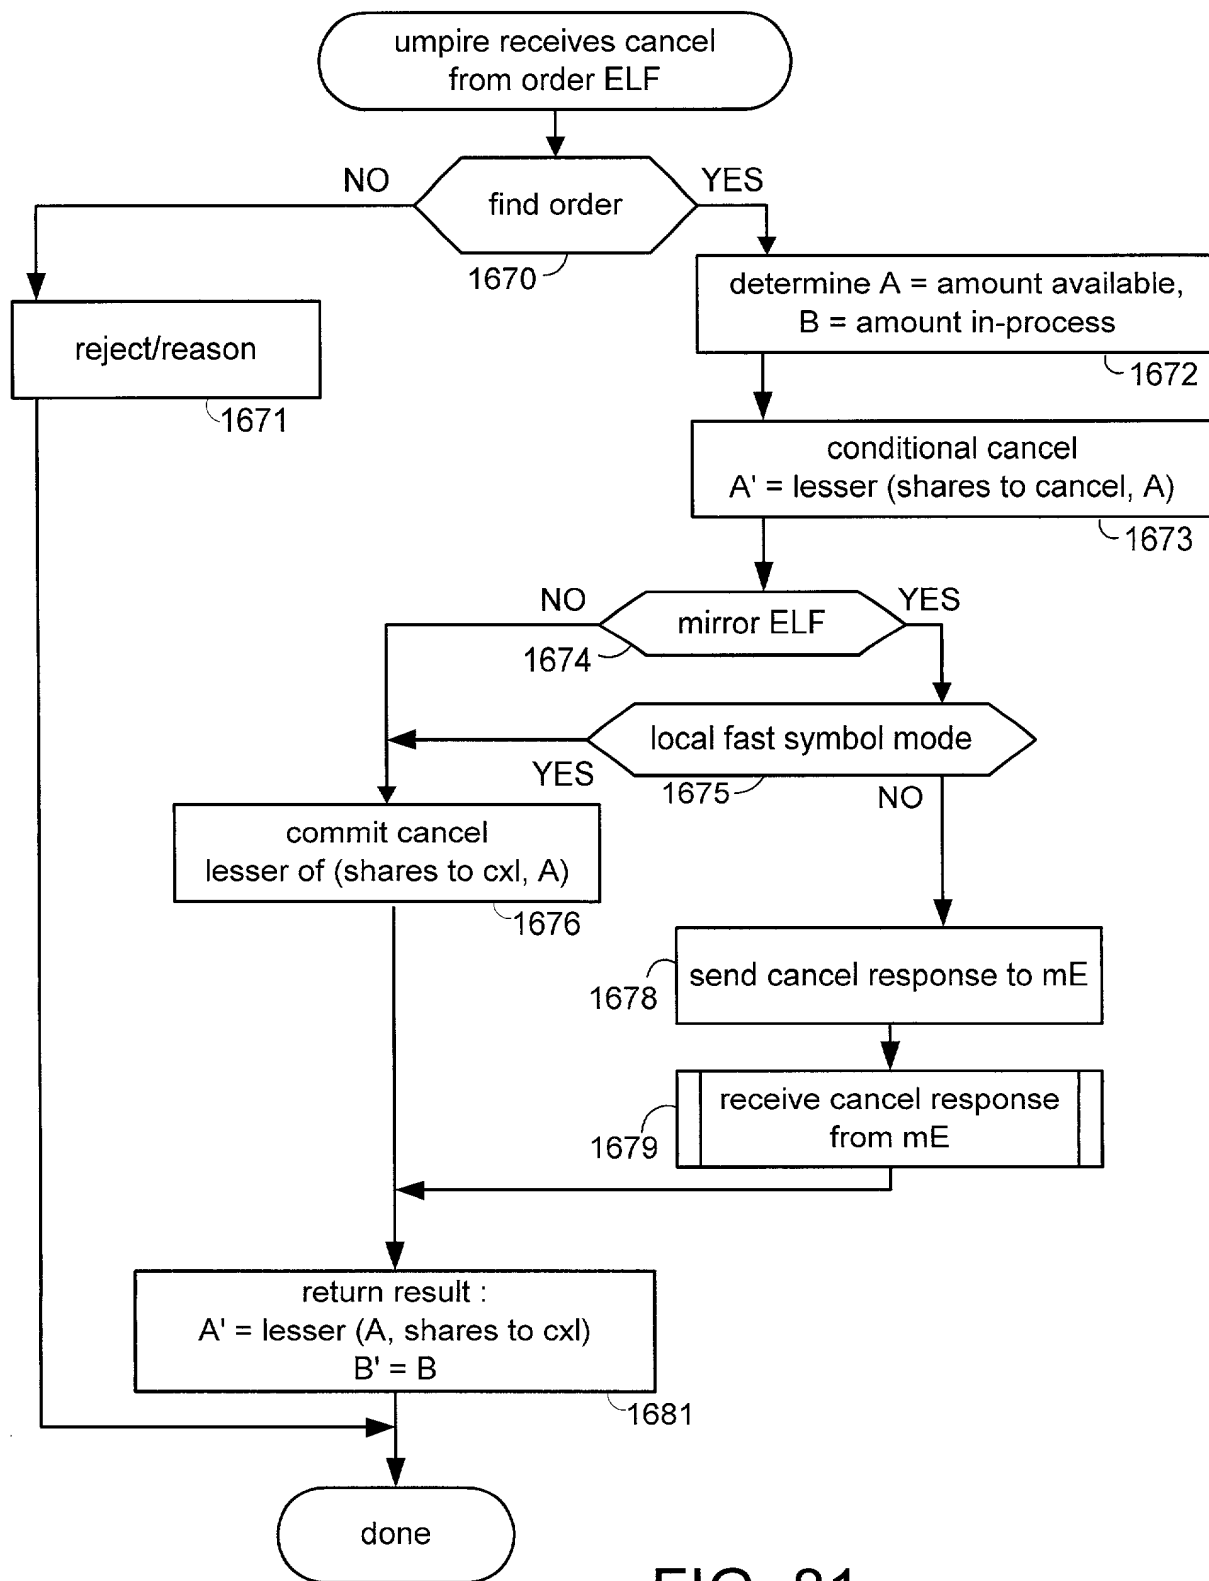 umpire receives cancel
from order ELF
NO
YES
find order
1670
determine A = amount available,
B = amount in-process
1672
reject/reason
1671
conditional cancel
A' = lesser (shares to cancel, A)
1673
NO
YES
mirror ELF
1674
local fast symbol mode
YES
1675
NO
commit cancel
lesser of (shares to cxl, A)
1676
send cancel response to mE
1678
receive cancel response
from mE
1679
return result :
A' = lesser (A, shares to cxl)
B' = B
1681
done
FIG. 81